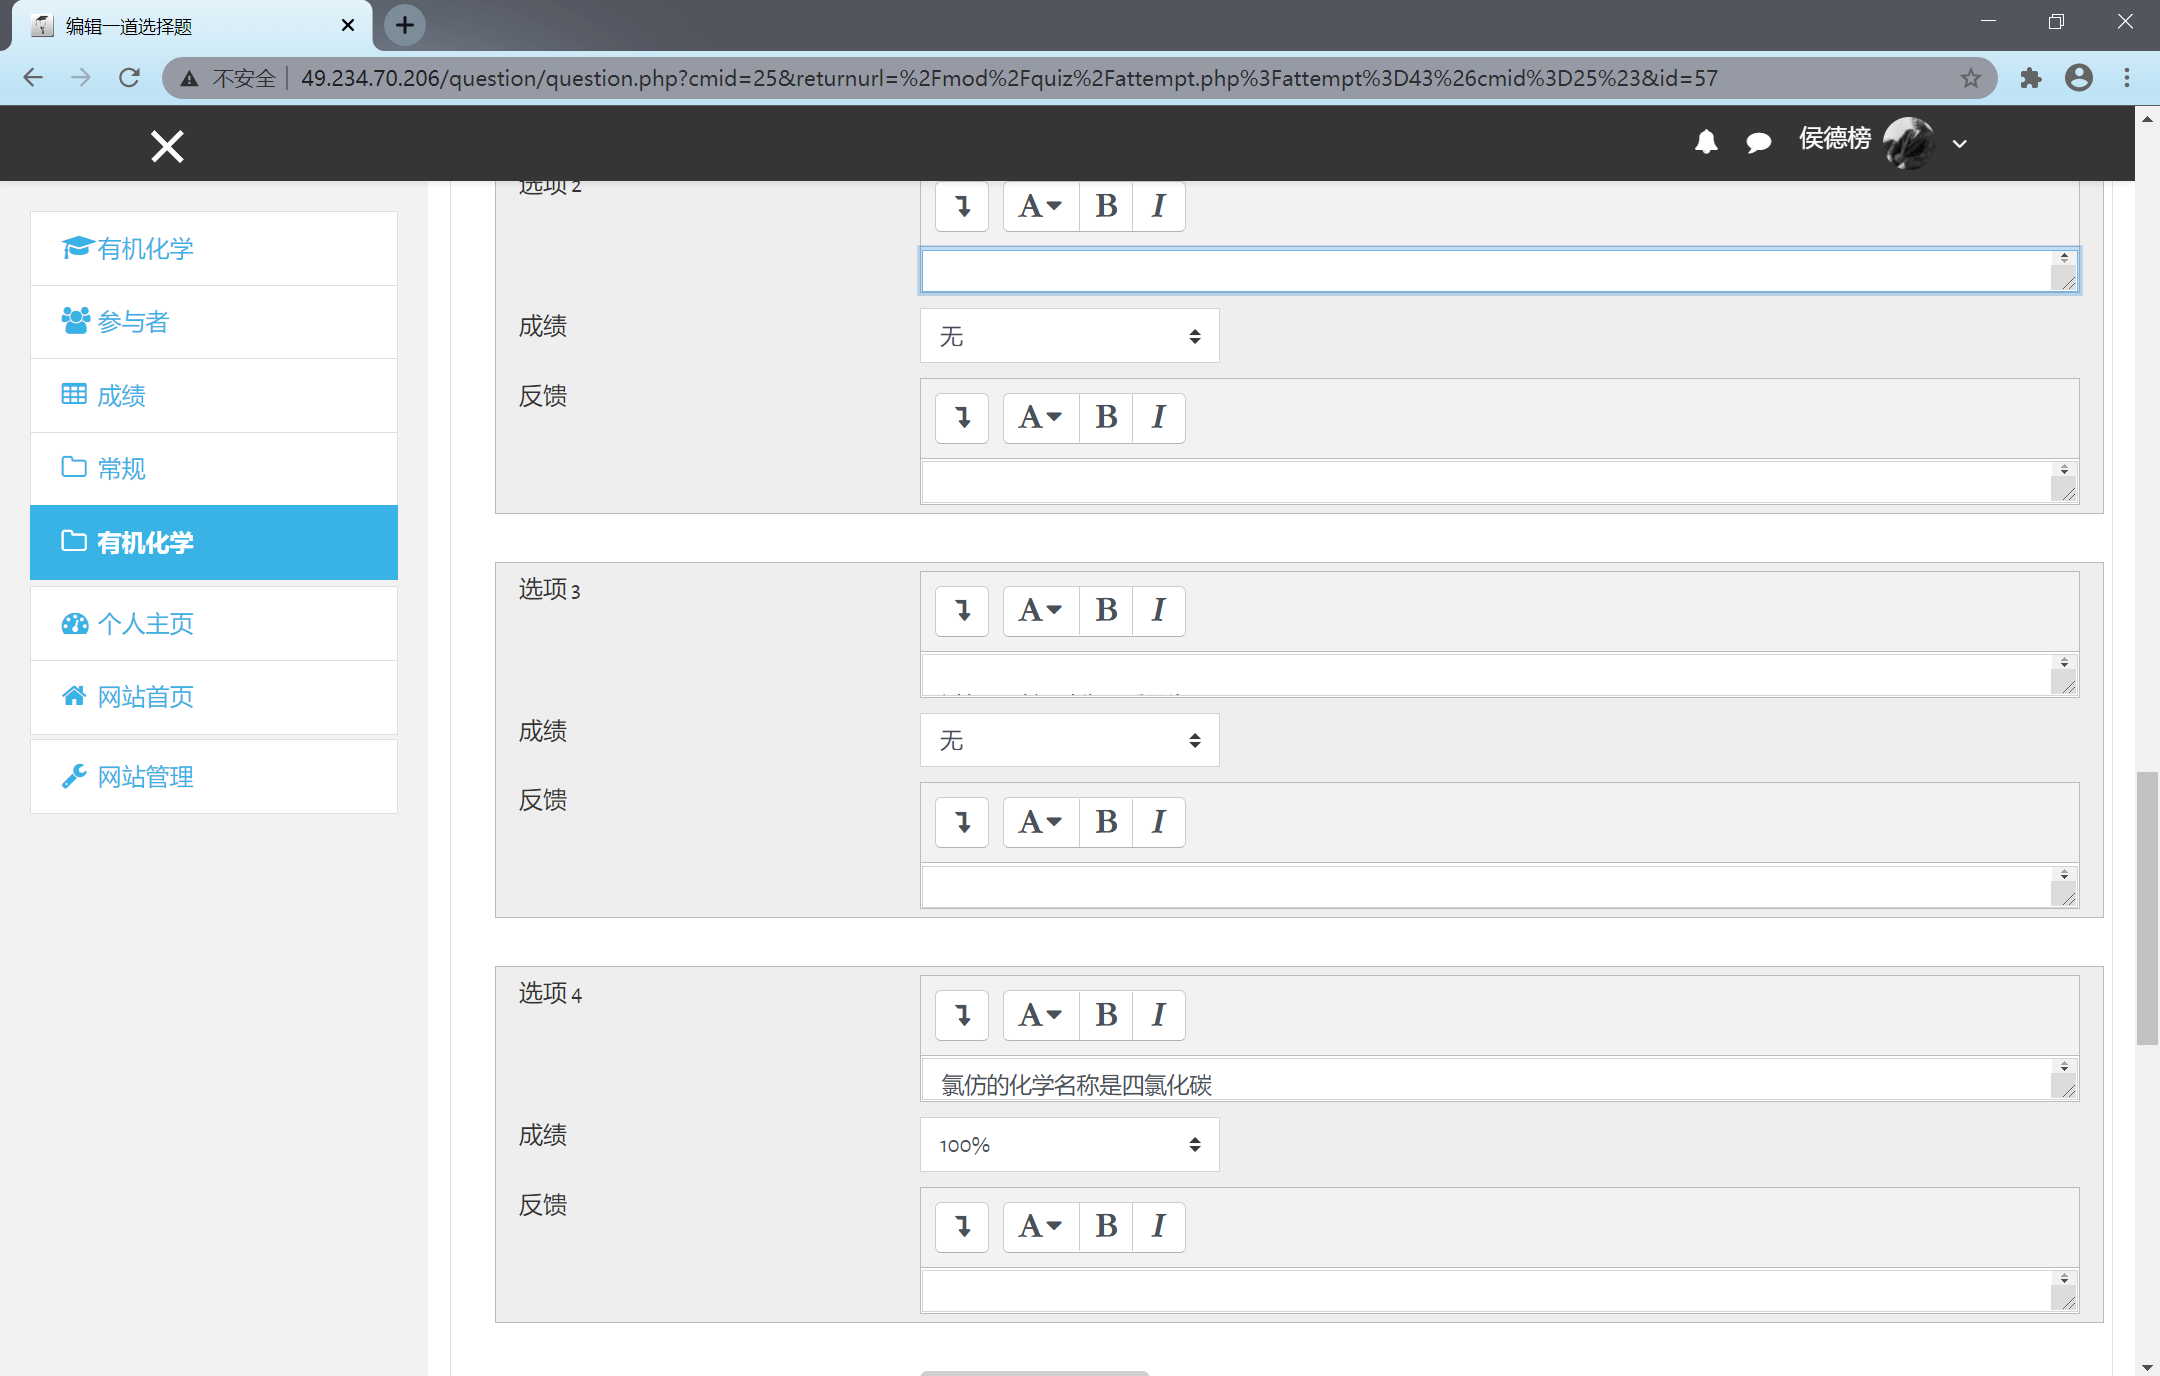 编辑一道选择题
不安全 49.234.70.206/question/question.php?cmid=25&returnurl=%2Fmod%2Fquiz%2Fattempt.php%3Fattempt%3D43%26cmid%3D25%23&id=57
侯德榜
有机化学
参与者
成绩
常规
有机化学
个人主页
网站首页
网站管理
选项 2
A B I
成绩
无
反馈
A B I
选项 3
A B I
成绩
无
反馈
A B I
选项 4
A B I
氯仿的化学名称是四氯化碳
成绩
100%
反馈
A B I